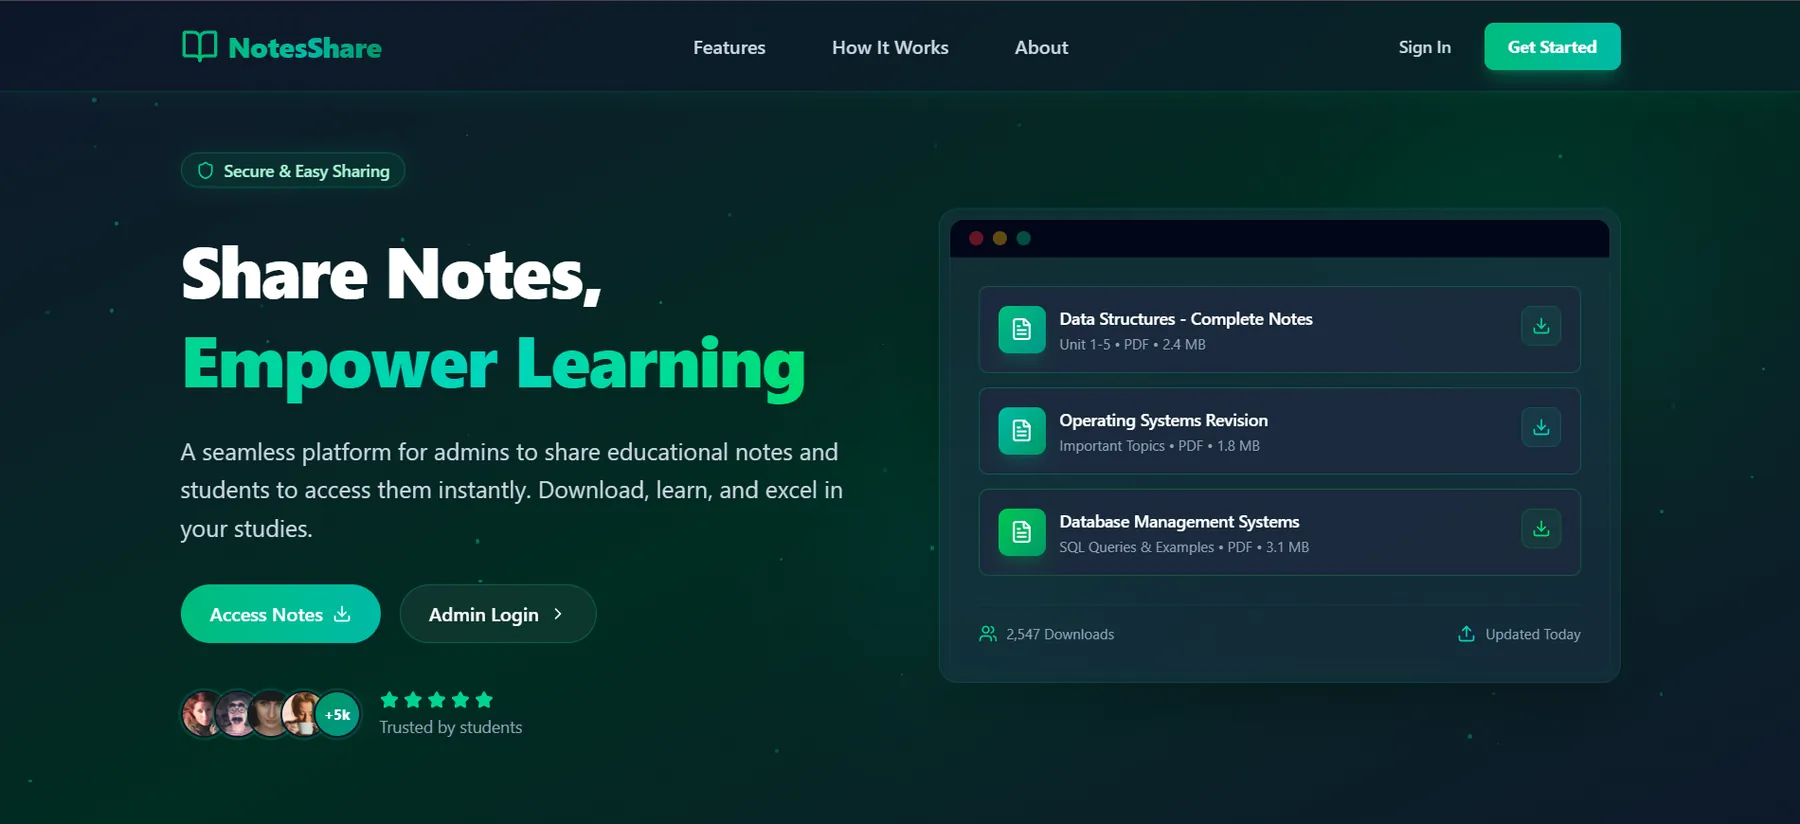 NotesShare
Features
How It Works
About
Sign In
Get Started
Secure & Easy Sharing
Share Notes,
Empower Learning
A seamless platform for admins to share educational notes and
students to access them instantly. Download, learn, and excel in
your studies.
Access Notes
Admin Login
+5k
Trusted by students
Data Structures - Complete Notes
Unit 1-5 • PDF • 2.4 MB
Operating Systems Revision
Important Topics • PDF • 1.8 MB
Database Management Systems
SQL Queries & Examples • PDF • 3.1 MB
2,547 Downloads
Updated Today